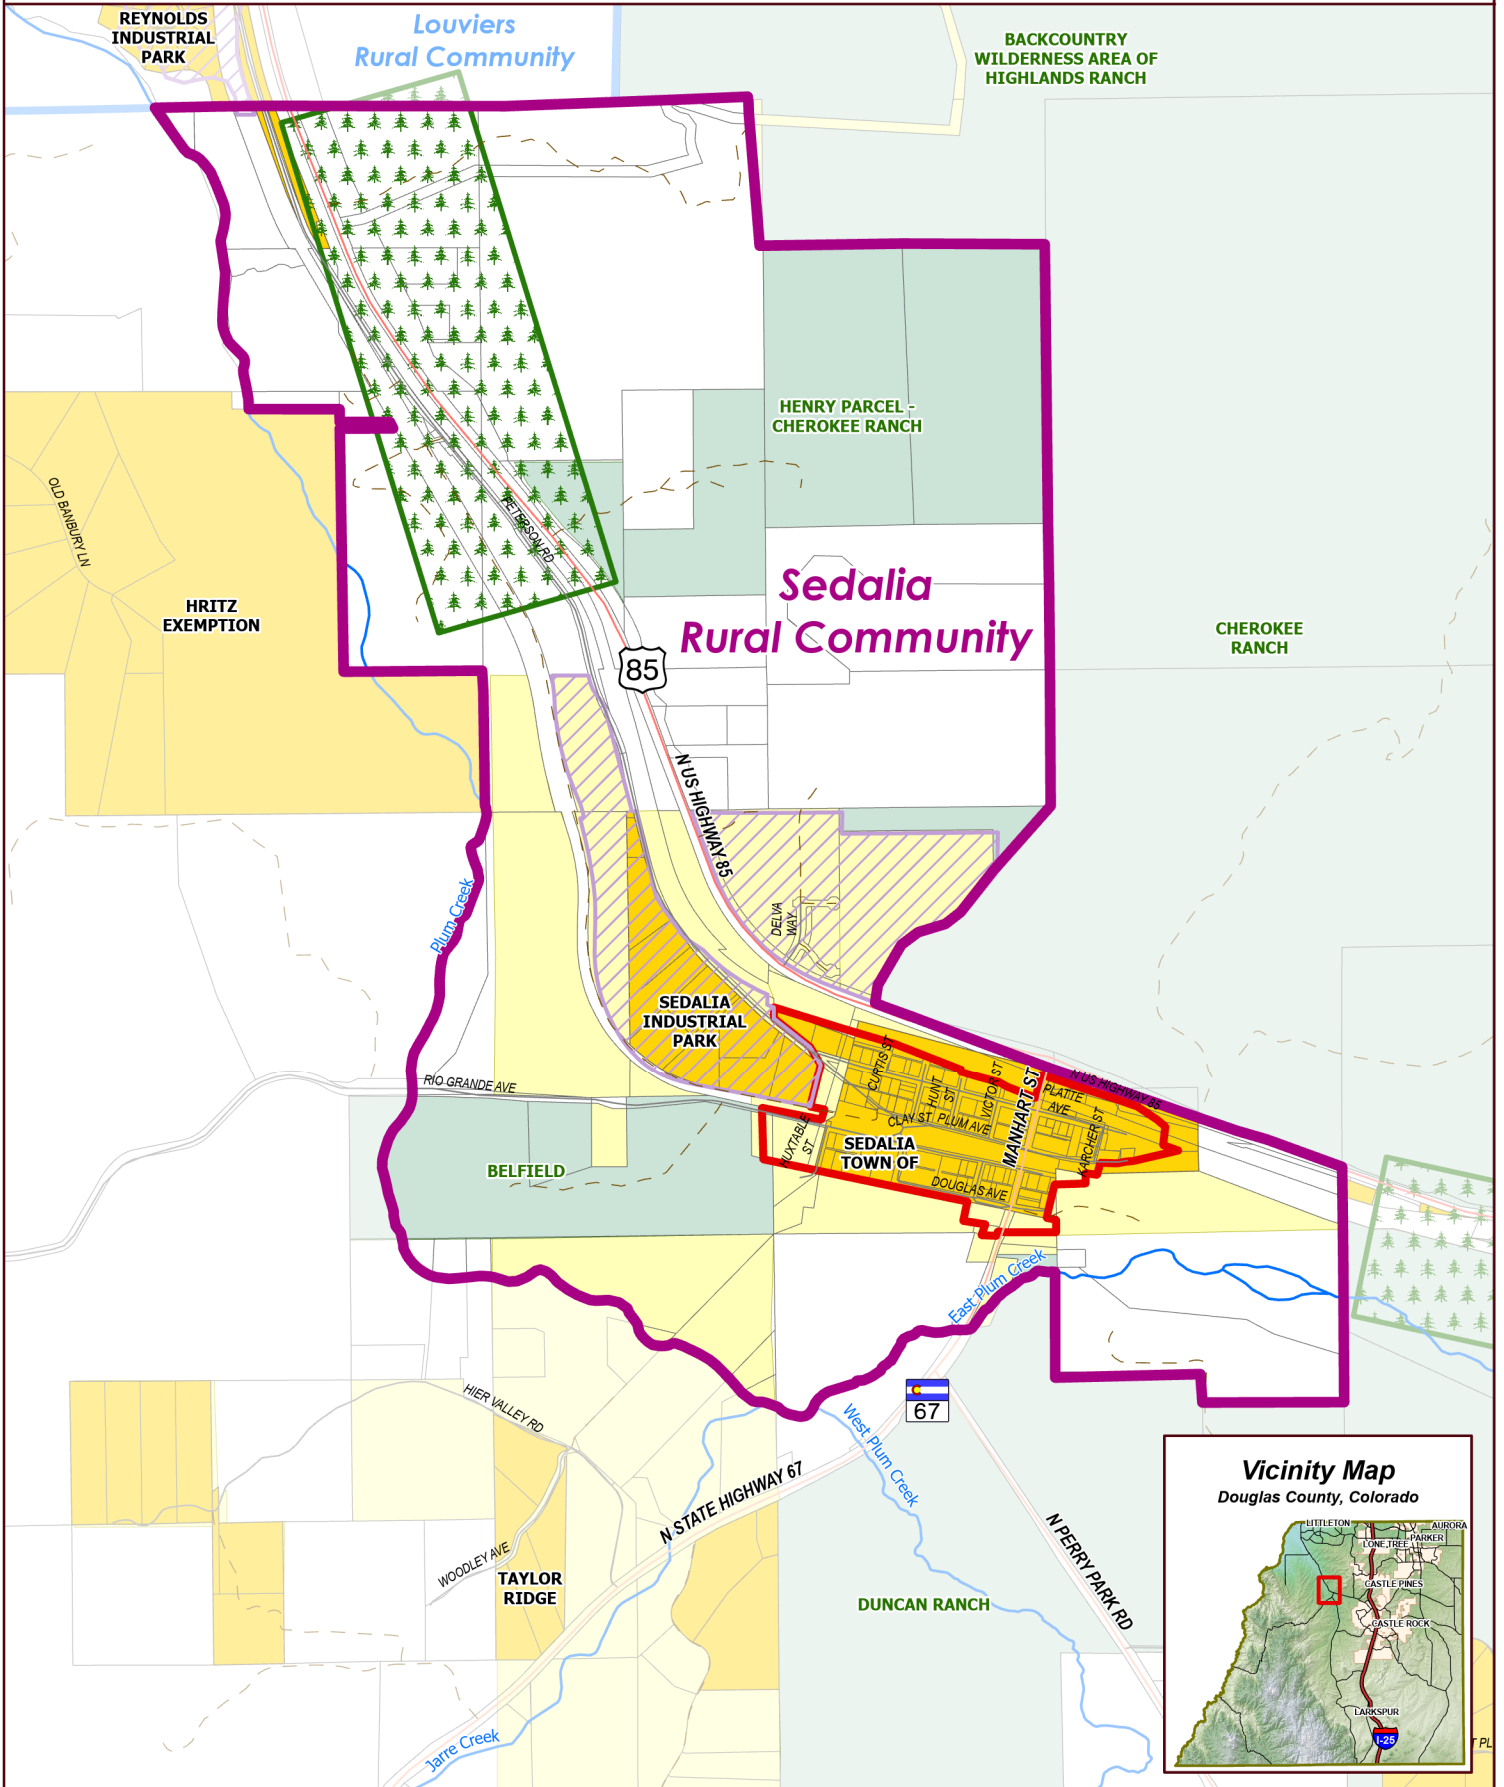 REYNOLDS
INDUSTRIAL
PARK
Louviers
Rural Community
BACKCOUNTRY
WILDERNESS AREA OF
HIGHLANDS RANCH
HENRY PARCEL -
CHEROKEE RANCH
OLD BANBURY LN
PETERSON RD
HRITZ
EXEMPTION
Sedalia
Rural Community
CHEROKEE
RANCH
85
N US HIGHWAY 85
Plum Creek
DELVA
WAY
SEDALIA
INDUSTRIAL
PARK
RIO GRANDE AVE
CURTIS ST
HUNT
ST
VICTOR ST
MANHART ST
N US HIGHWAY 85
PLATTE
AVE
CLAY ST
PLUM AVE
KARCHER ST
HUXTABLE
ST
SEDALIA
TOWN OF
BELFIELD
DOUGLAS AVE
East Plum Creek
67
HIER VALLEY RD
West Plum Creek
N STATE HIGHWAY 67
N PERRY PARK RD
WOODLEY AVE
TAYLOR
RIDGE
DUNCAN RANCH
Jarre Creek
Vicinity Map
Douglas County, Colorado
LITTLETON
AURORA
LONE TREE
PARKER
CASTLE PINES
CASTLE ROCK
LARKSPUR
I-25
T PL